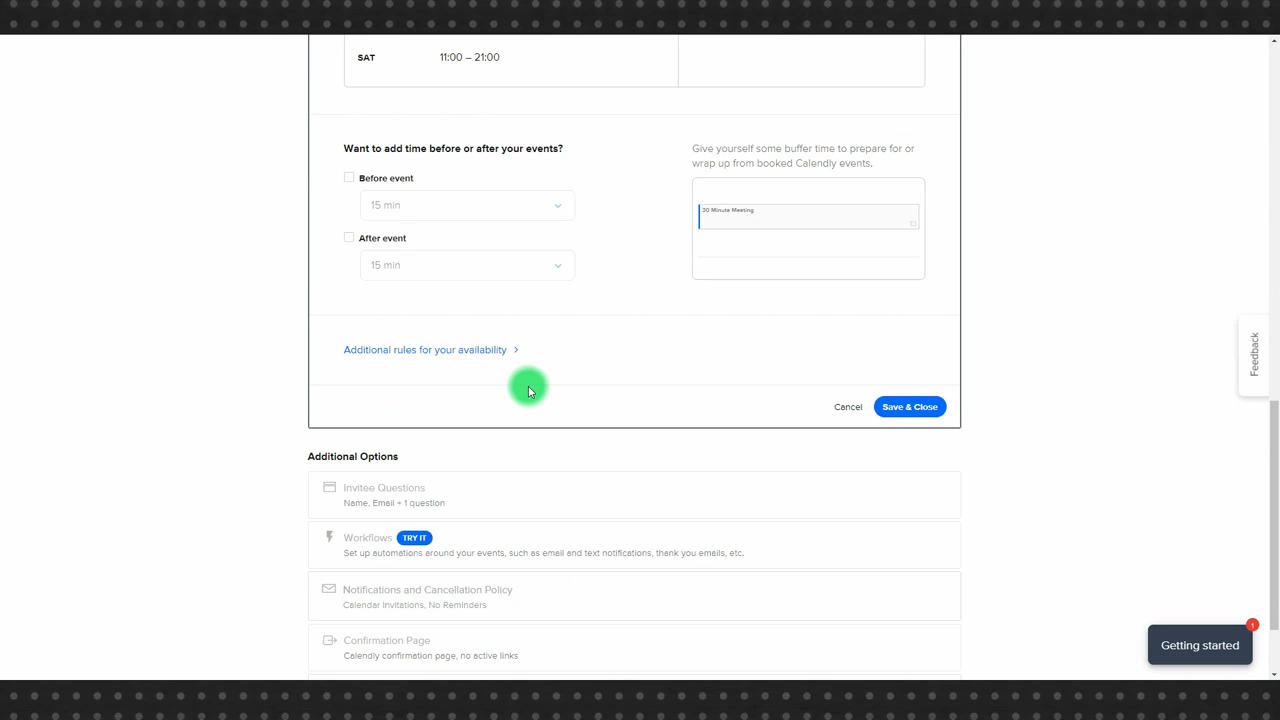 SAT 11:00 – 21:00
Want to add time before or after your events?
Give yourself some buffer time to prepare for or
wrap up from booked Calendly events.
Before event
15 min
30 Minute Meeting
After event
15 min
Additional rules for your availability
Cancel Save & Close
Feedback
Additional Options
Invitee Questions
Name, Email + 1 question
Workflows TRY IT
Set up automations around your events, such as email and text notifications, thank you emails, etc.
Notifications and Cancellation Policy
Calendar Invitations, No Reminders
Confirmation Page
Calendly confirmation page, no active links
1
Getting started